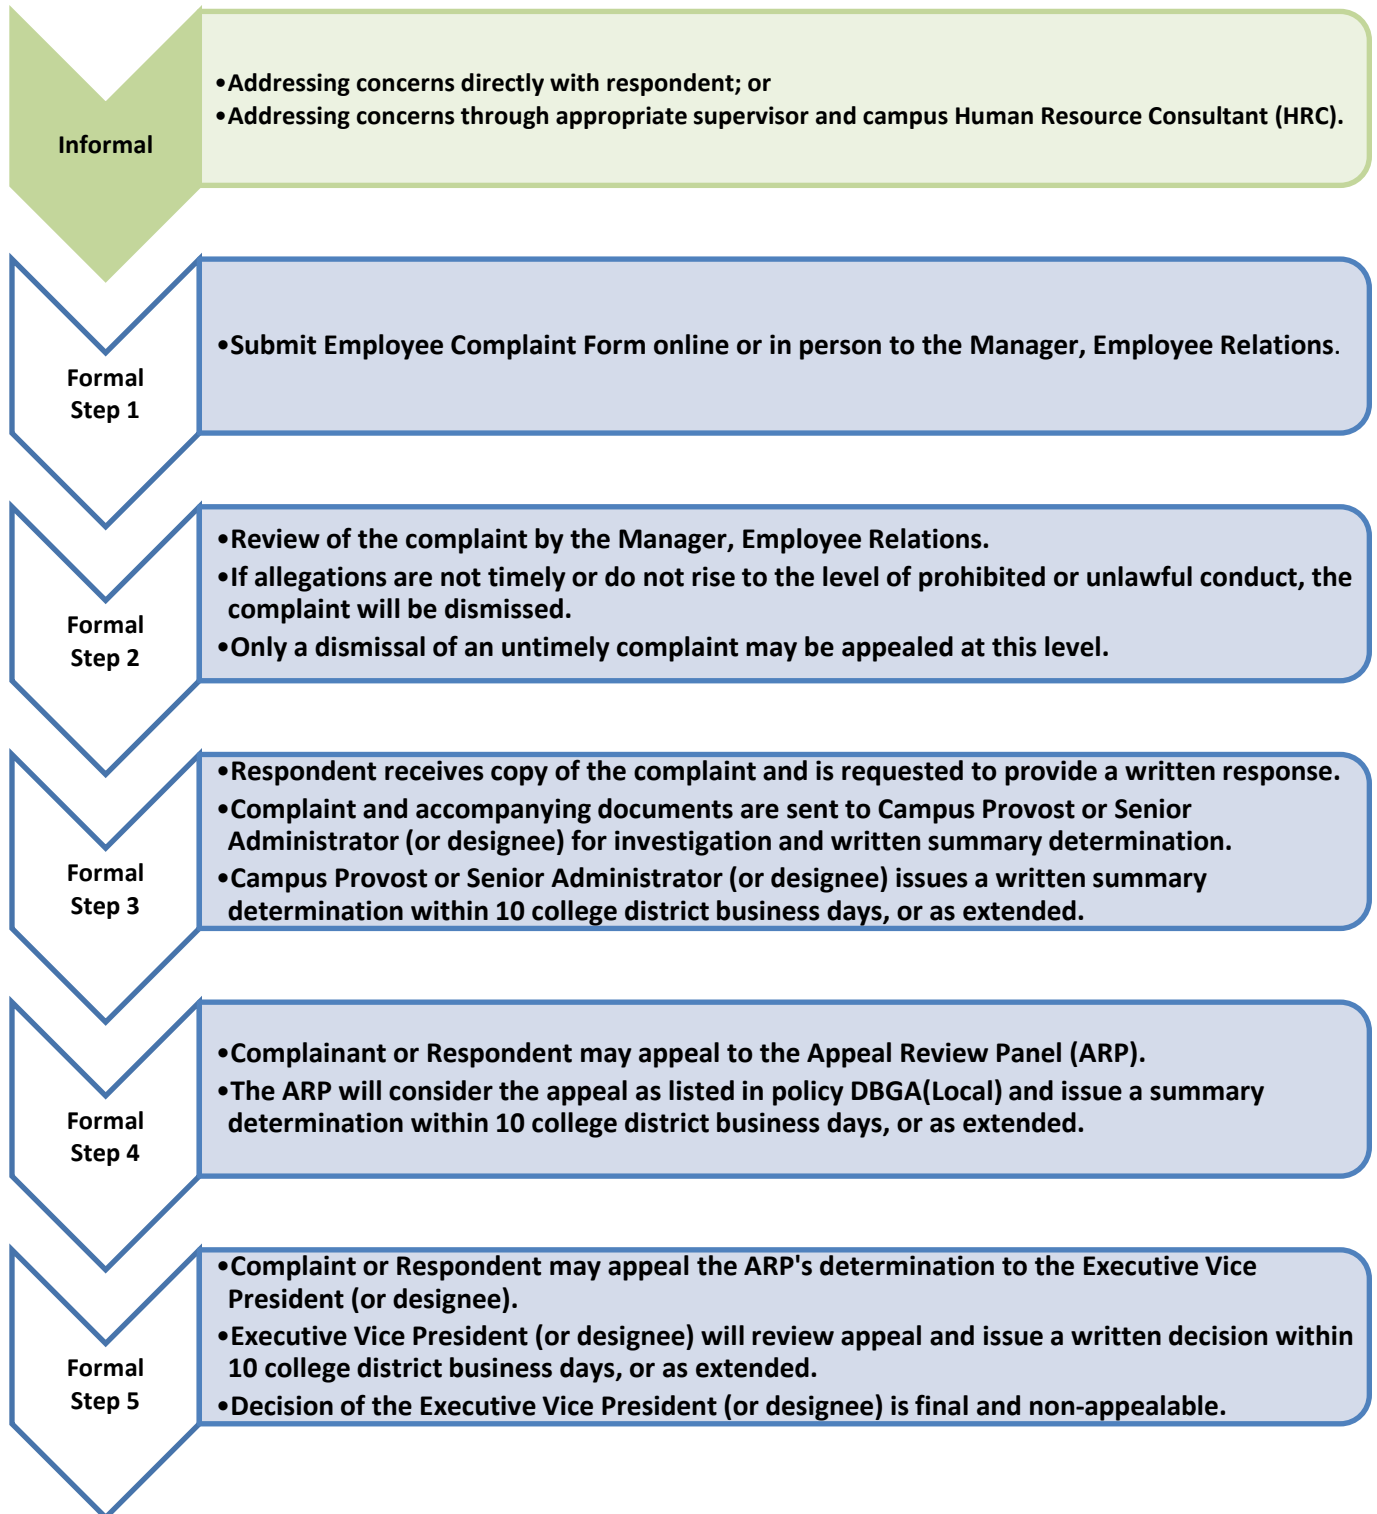 Informal
•Addressing concerns directly with respondent; or
•Addressing concerns through appropriate supervisor and campus Human Resource Consultant (HRC).
Formal
Step 1
•Submit Employee Complaint Form online or in person to the Manager, Employee Relations.
Formal
Step 2
•Review of the complaint by the Manager, Employee Relations.
•If allegations are not timely or do not rise to the level of prohibited or unlawful conduct, the
complaint will be dismissed.
•Only a dismissal of an untimely complaint may be appealed at this level.
Formal
Step 3
•Respondent receives copy of the complaint and is requested to provide a written response.
•Complaint and accompanying documents are sent to Campus Provost or Senior
Administrator (or designee) for investigation and written summary determination.
•Campus Provost or Senior Administrator (or designee) issues a written summary
determination within 10 college district business days, or as extended.
Formal
Step 4
•Complainant or Respondent may appeal to the Appeal Review Panel (ARP).
•The ARP will consider the appeal as listed in policy DBGA(Local) and issue a summary
determination within 10 college district business days, or as extended.
Formal
Step 5
•Complaint or Respondent may appeal the ARP's determination to the Executive Vice
President (or designee).
•Executive Vice President (or designee) will review appeal and issue a written decision within
10 college district business days, or as extended.
•Decision of the Executive Vice President (or designee) is final and non-appealable.